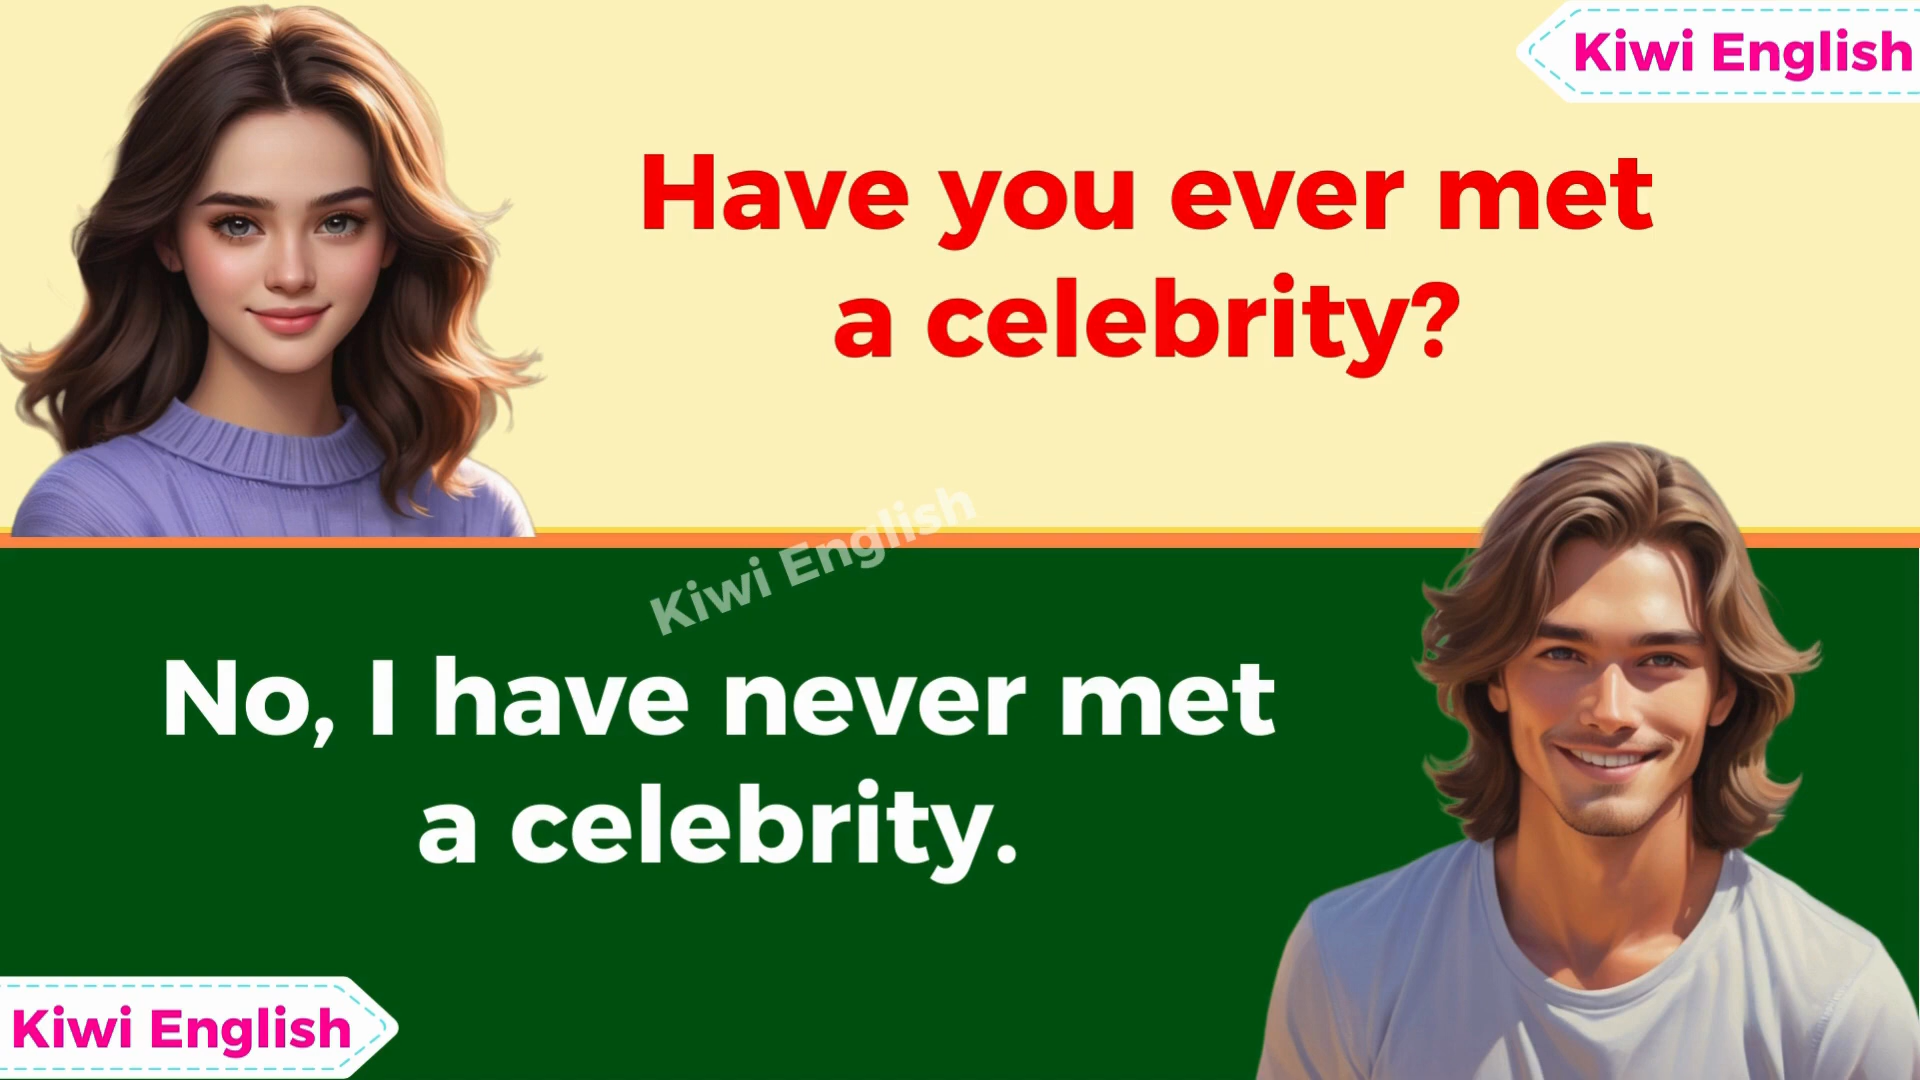 Kiwi English
Have you ever met
a celebrity?
Kiwi English
No, I have never met
a celebrity.
Kiwi English